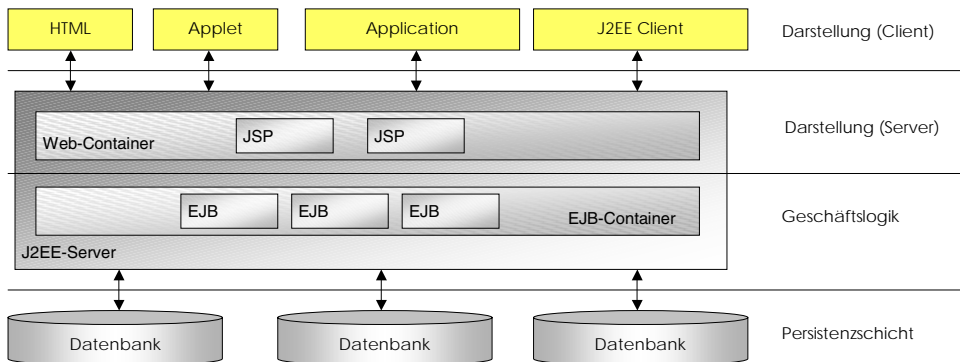 HTML
Applet
Application
J2EE Client
Darstellung (Client)
Web-Container
JSP
JSP
Darstellung (Server)
EJB
EJB
EJB
EJB-Container
Geschäftslogik
J2EE-Server
Datenbank
Datenbank
Datenbank
Persistenzschicht